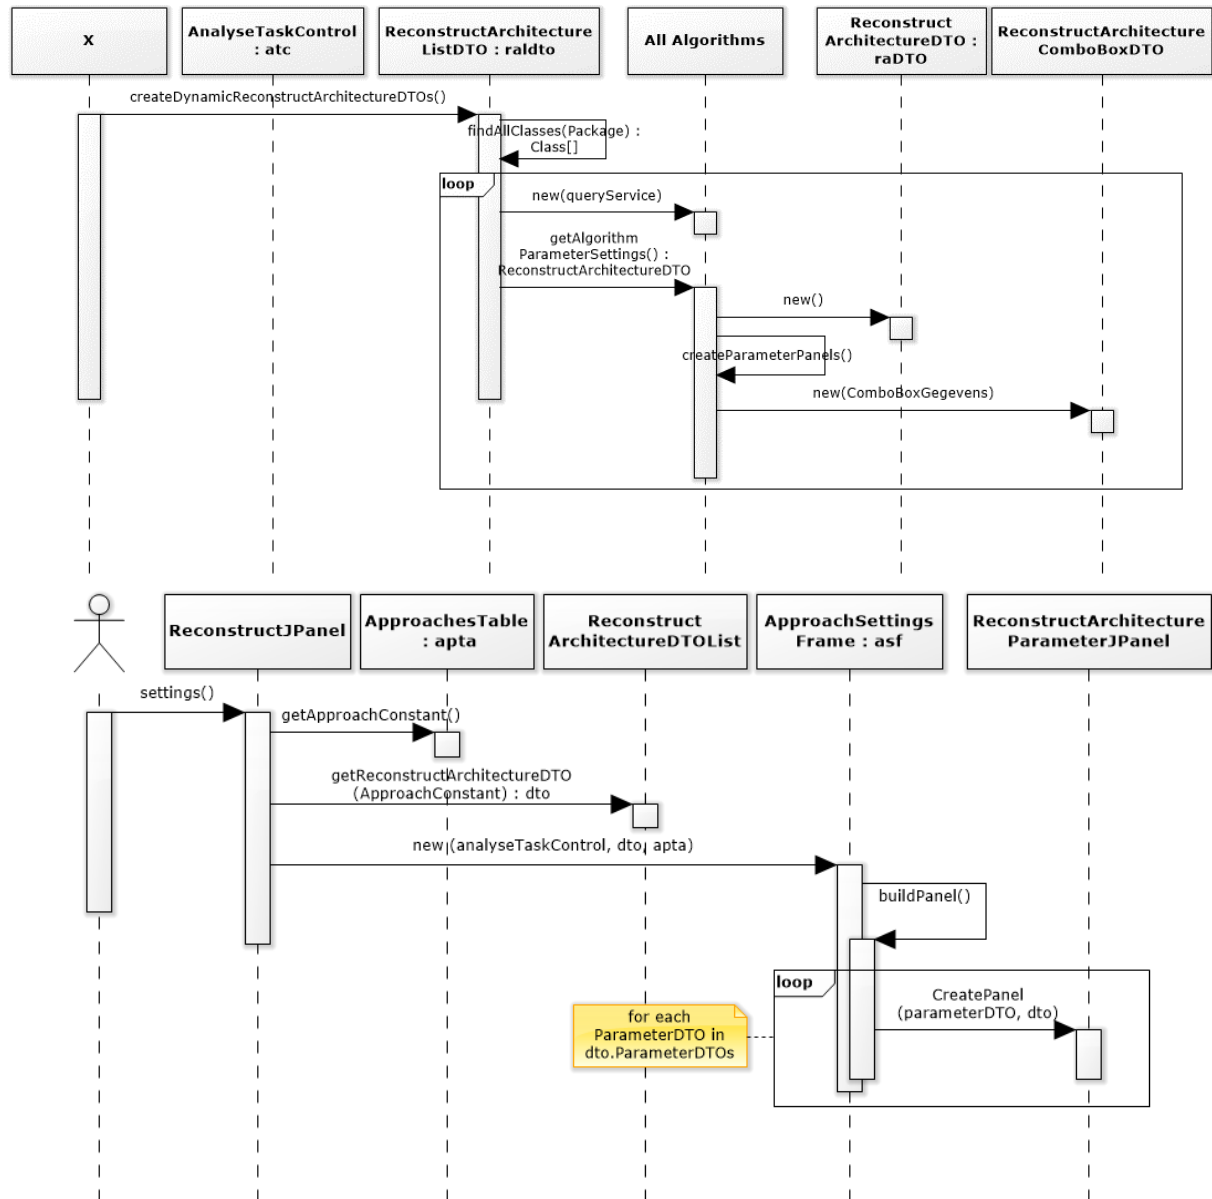 X
AnalyseTaskControl
: atc
ReconstructArchitecture
ListDTO : raldto
All Algorithms
Reconstruct
ArchitectureDTO :
raDTO
ReconstructArchitecture
ComboBoxDTO
createDynamicReconstructArchitectureDTOs()
findAllClasses(Package) :
Class[]
loop
new(queryService)
getAlgorithm
ParameterSettings() :
ReconstructArchitectureDTO
new()
createParameterPanels()
new(ComboBoxGegevens)
ReconstructJPanel
ApproachesTable
: apta
Reconstruct
ArchitectureDTOList
ApproachSettings
Frame : asf
ReconstructArchitecture
ParameterJPanel
settings()
getApproachConstant()
getReconstructArchitectureDTO
(ApproachConstant) : dto
new (analyseTaskControl, dto, apta)
buildPanel()
loop
CreatePanel
(parameterDTO, dto)
for each
ParameterDTO in
dto.ParameterDTOs